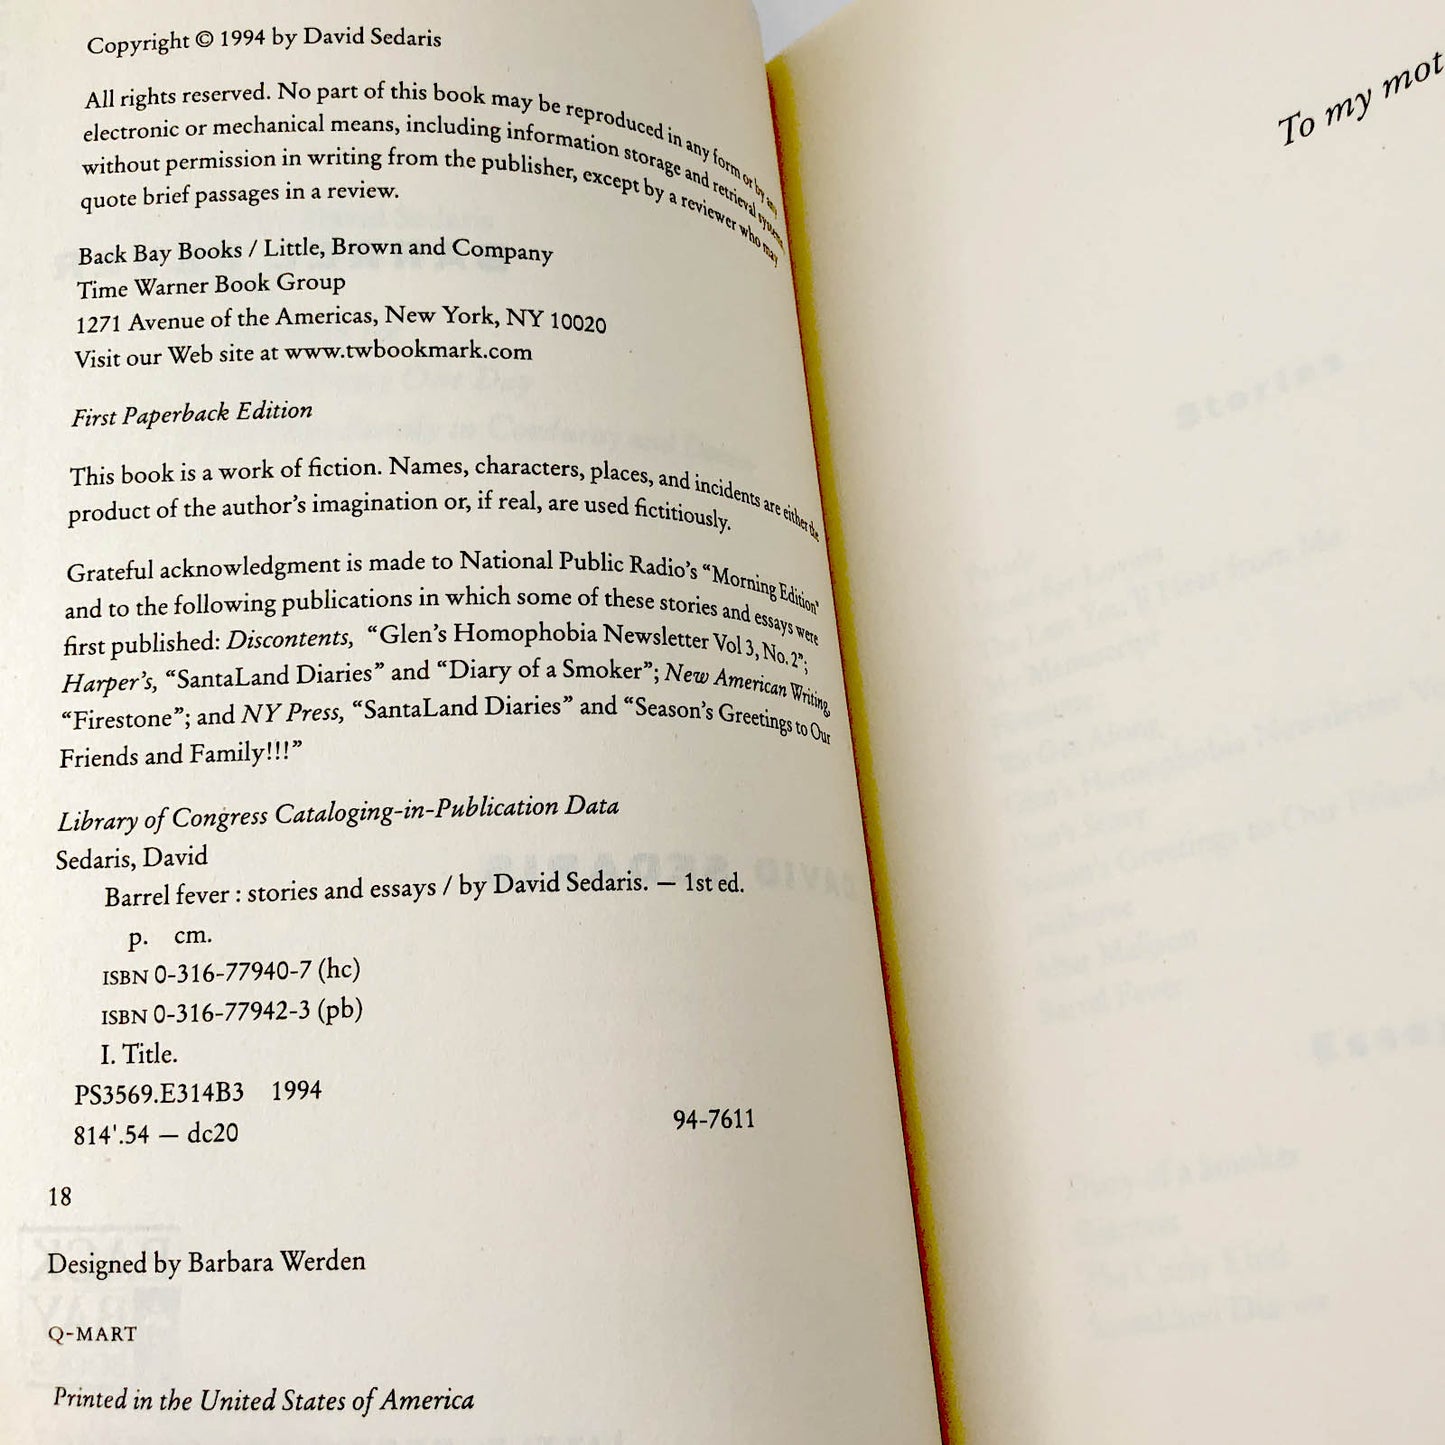 Copyright © 1994 by David Sedaris
All rights reserved. No part of this book may be reproduced in any form or by any
electronic or mechanical means, including information storage and retrieval systems,
without permission in writing from the publisher, except by a reviewer who may
quote brief passages in a review.
Back Bay Books / Little, Brown and Company
Time Warner Book Group
1271 Avenue of the Americas, New York, NY 10020
Visit our Web site at www.twbookmark.com
First Paperback Edition
This book is a work of fiction. Names, characters, places, and incidents are either the
product of the author's imagination or, if real, are used fictitiously.
Grateful acknowledgment is made to National Public Radio's "Morning Edition"
and to the following publications in which some of these stories and essays were
first published: Discontents, "Glen's Homophobia Newsletter Vol 3, No. 2";
Harper's, "SantaLand Diaries" and "Diary of a Smoker"; New American Writing,
"Firestone"; and NY Press, "SantaLand Diaries" and "Season's Greetings to Our
Friends and Family!!!"
Library of Congress Cataloging-in-Publication Data
Sedaris, David
Barrel fever : stories and essays / by David Sedaris. — 1st ed.
p. cm.
ISBN 0-316-77940-7 (hc)
ISBN 0-316-77942-3 (pb)
I. Title.
PS3569.E314B3 1994
814'.54 — dc20 94-7611
18
Designed by Barbara Werden
Q-MART
Printed in the United States of America
To my mot
Stories